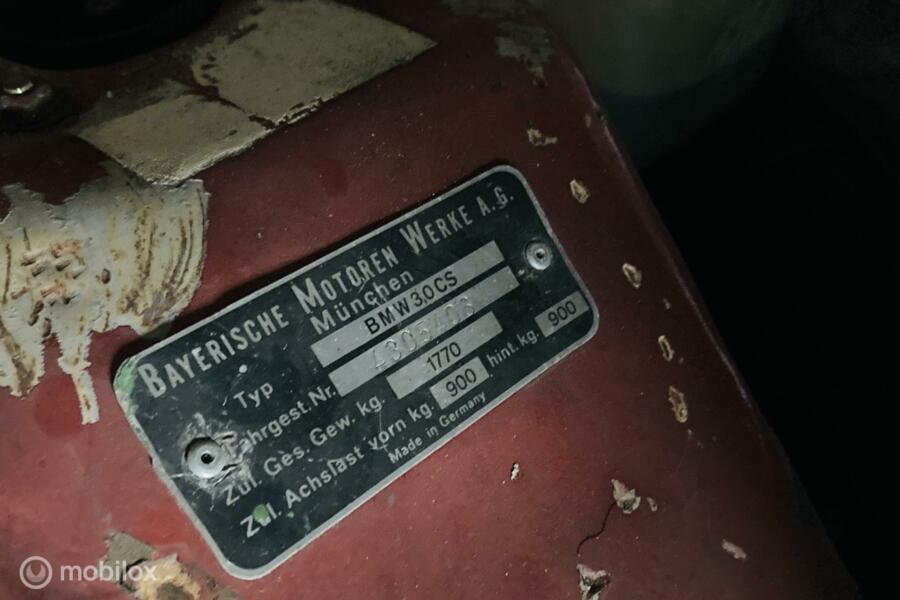 BAYERISCHE MOTOREN WERKE A.G.
München
Typ BMW 3,0 CS
Fahrgest.Nr. 4305403
Zul. Ges. Gew. kg. 1770
Zul. Achslast vorn kg. 900 hint. kg. 900
Made in Germany
mobilox